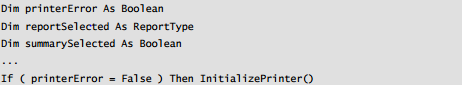 Dim printerError As Boolean
Dim reportSelected As ReportType
Dim summarySelected As Boolean
...
If ( printerError = False ) Then InitializePrinter()